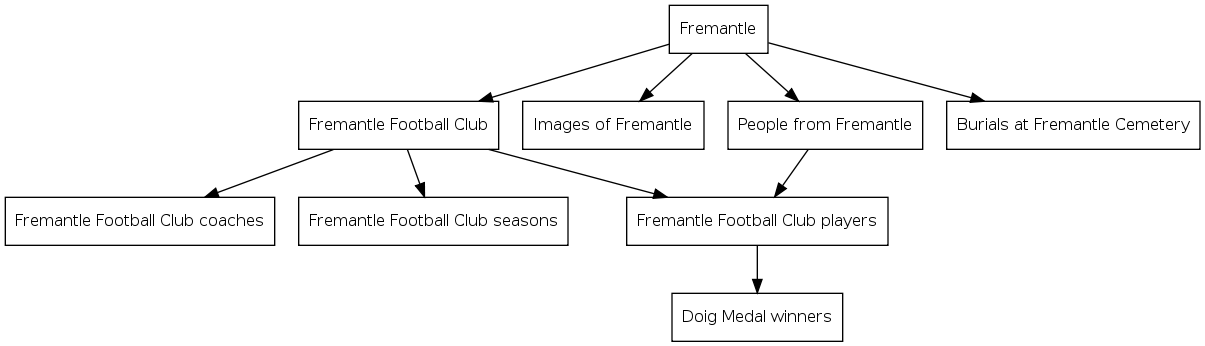 Fremantle
Fremantle Football Club
Images of Fremantle
People from Fremantle
Burials at Fremantle Cemetery
Fremantle Football Club coaches
Fremantle Football Club seasons
Fremantle Football Club players
Doig Medal winners